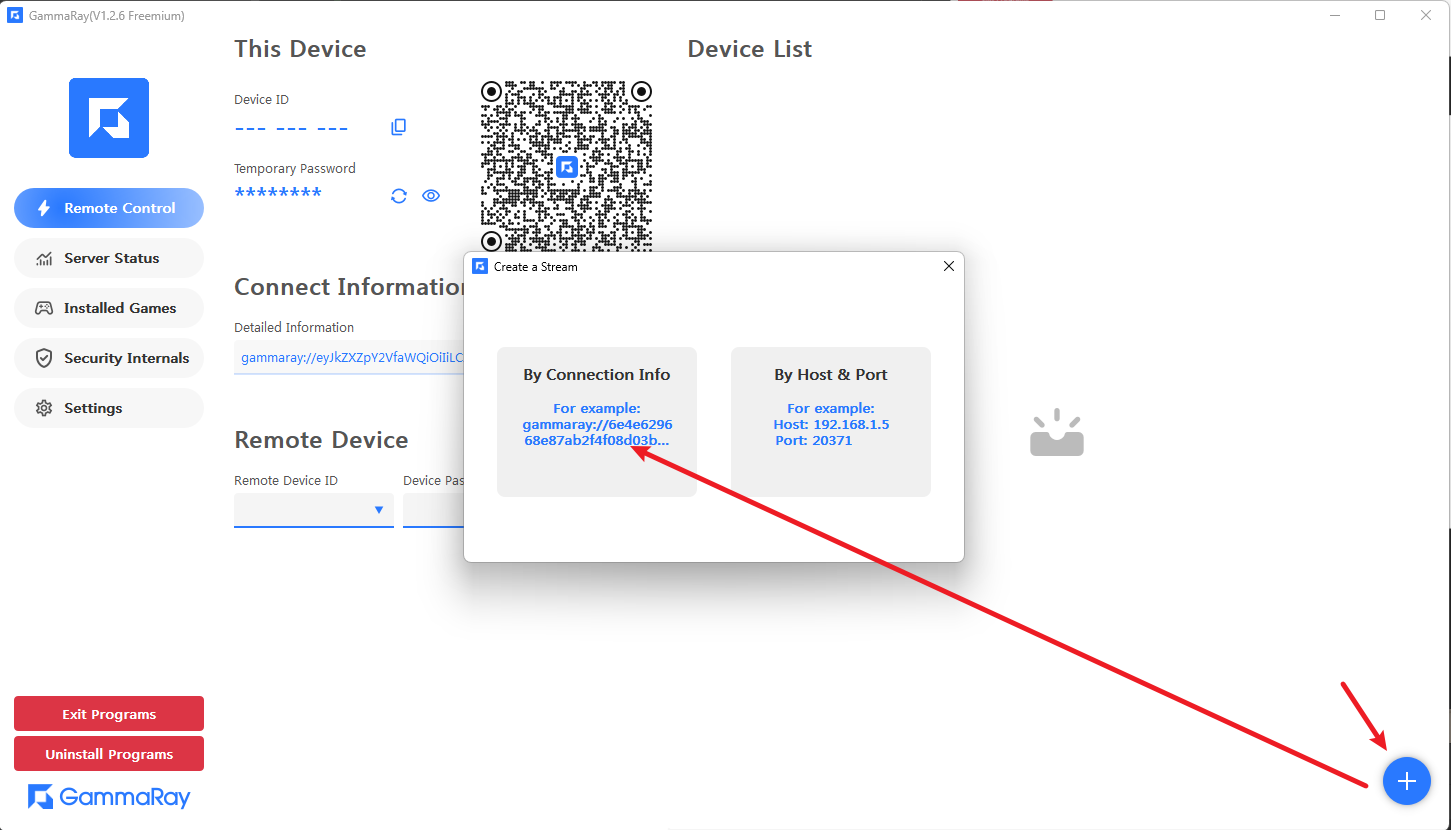 GammaRay(V1.2.6 Freemium)
This Device
Device List
Device ID
--- --- ---
Temporary Password
********
Remote Control
Server Status
Installed Games
Security Internals
Settings
Connect Information
Detailed Information
gammaray://eyJkZXZpY2VfaWQiOiIiLC
Remote Device
Remote Device ID
Device Pas
Create a Stream
By Connection Info
For example:
gammaray://6e4e6296
68e87ab2f4f08d03b...
By Host & Port
For example:
Host: 192.168.1.5
Port: 20371
Exit Programs
Uninstall Programs
GammaRay